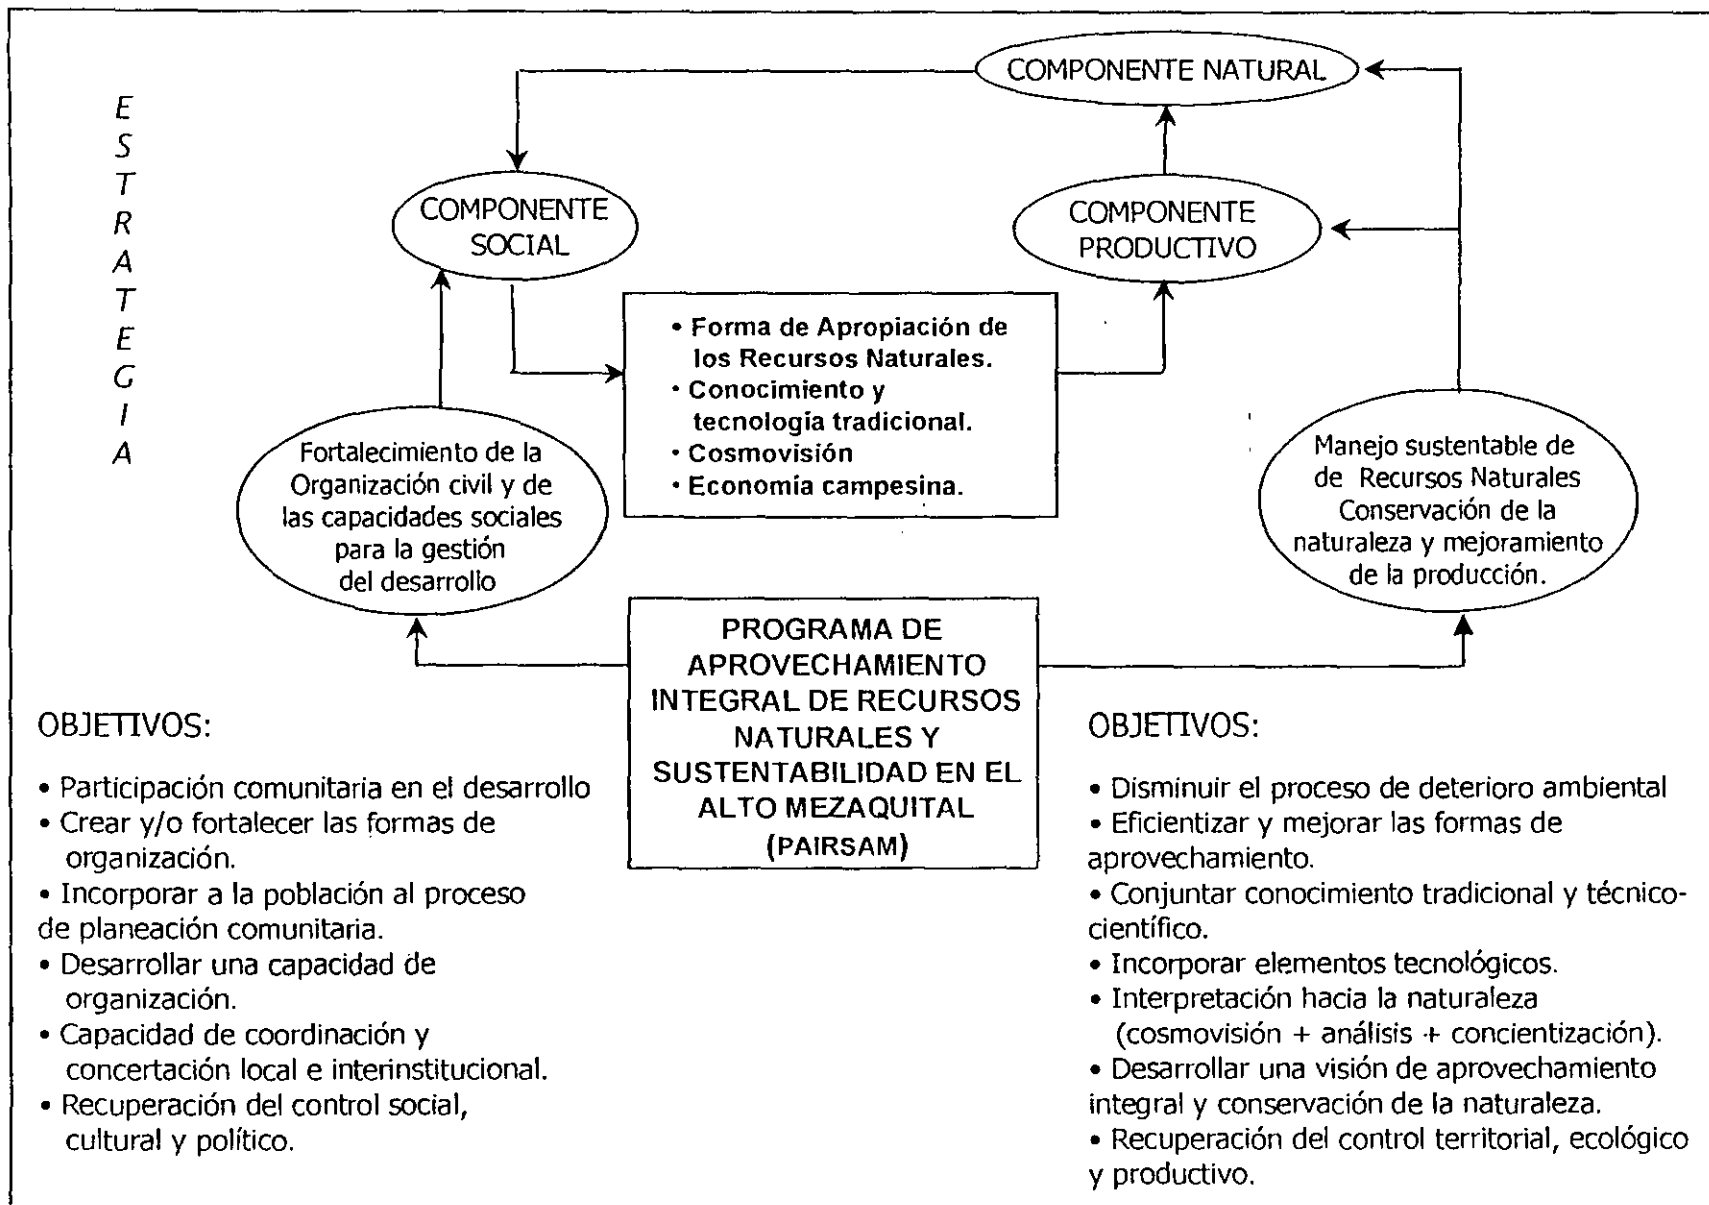 COMPONENTE NATURAL
E
S
T
R
A
T
E
G
I
A
COMPONENTE
SOCIAL
COMPONENTE
PRODUCTIVO
• Forma de Apropiación de
los Recursos Naturales.
• Conocimiento y
tecnología tradicional.
• Cosmovisión
• Economía campesina.
Fortalecimiento de la
Organización civil y de
las capacidades sociales
para la gestión
del desarrollo
Manejo sustentable de
de Recursos Naturales
Conservación de la
naturaleza y mejoramiento
de la producción.
PROGRAMA DE
APROVECHAMIENTO
INTEGRAL DE RECURSOS
NATURALES Y
SUSTENTABILIDAD EN EL
ALTO MEZAQUITAL
(PAIRSAM)
OBJETIVOS:
• Participación comunitaria en el desarrollo
• Crear y/o fortalecer las formas de
organización.
• Incorporar a la población al proceso
de planeación comunitaria.
• Desarrollar una capacidad de
organización.
• Capacidad de coordinación y
concertación local e interinstitucional.
• Recuperación del control social,
cultural y político.
OBJETIVOS:
• Disminuir el proceso de deterioro ambiental
• Eficientizar y mejorar las formas de
aprovechamiento.
• Conjuntar conocimiento tradicional y técnico-
científico.
• Incorporar elementos tecnológicos.
• Interpretación hacia la naturaleza
(cosmovisión + análisis + concientización).
• Desarrollar una visión de aprovechamiento
integral y conservación de la naturaleza.
• Recuperación del control territorial, ecológico
y productivo.